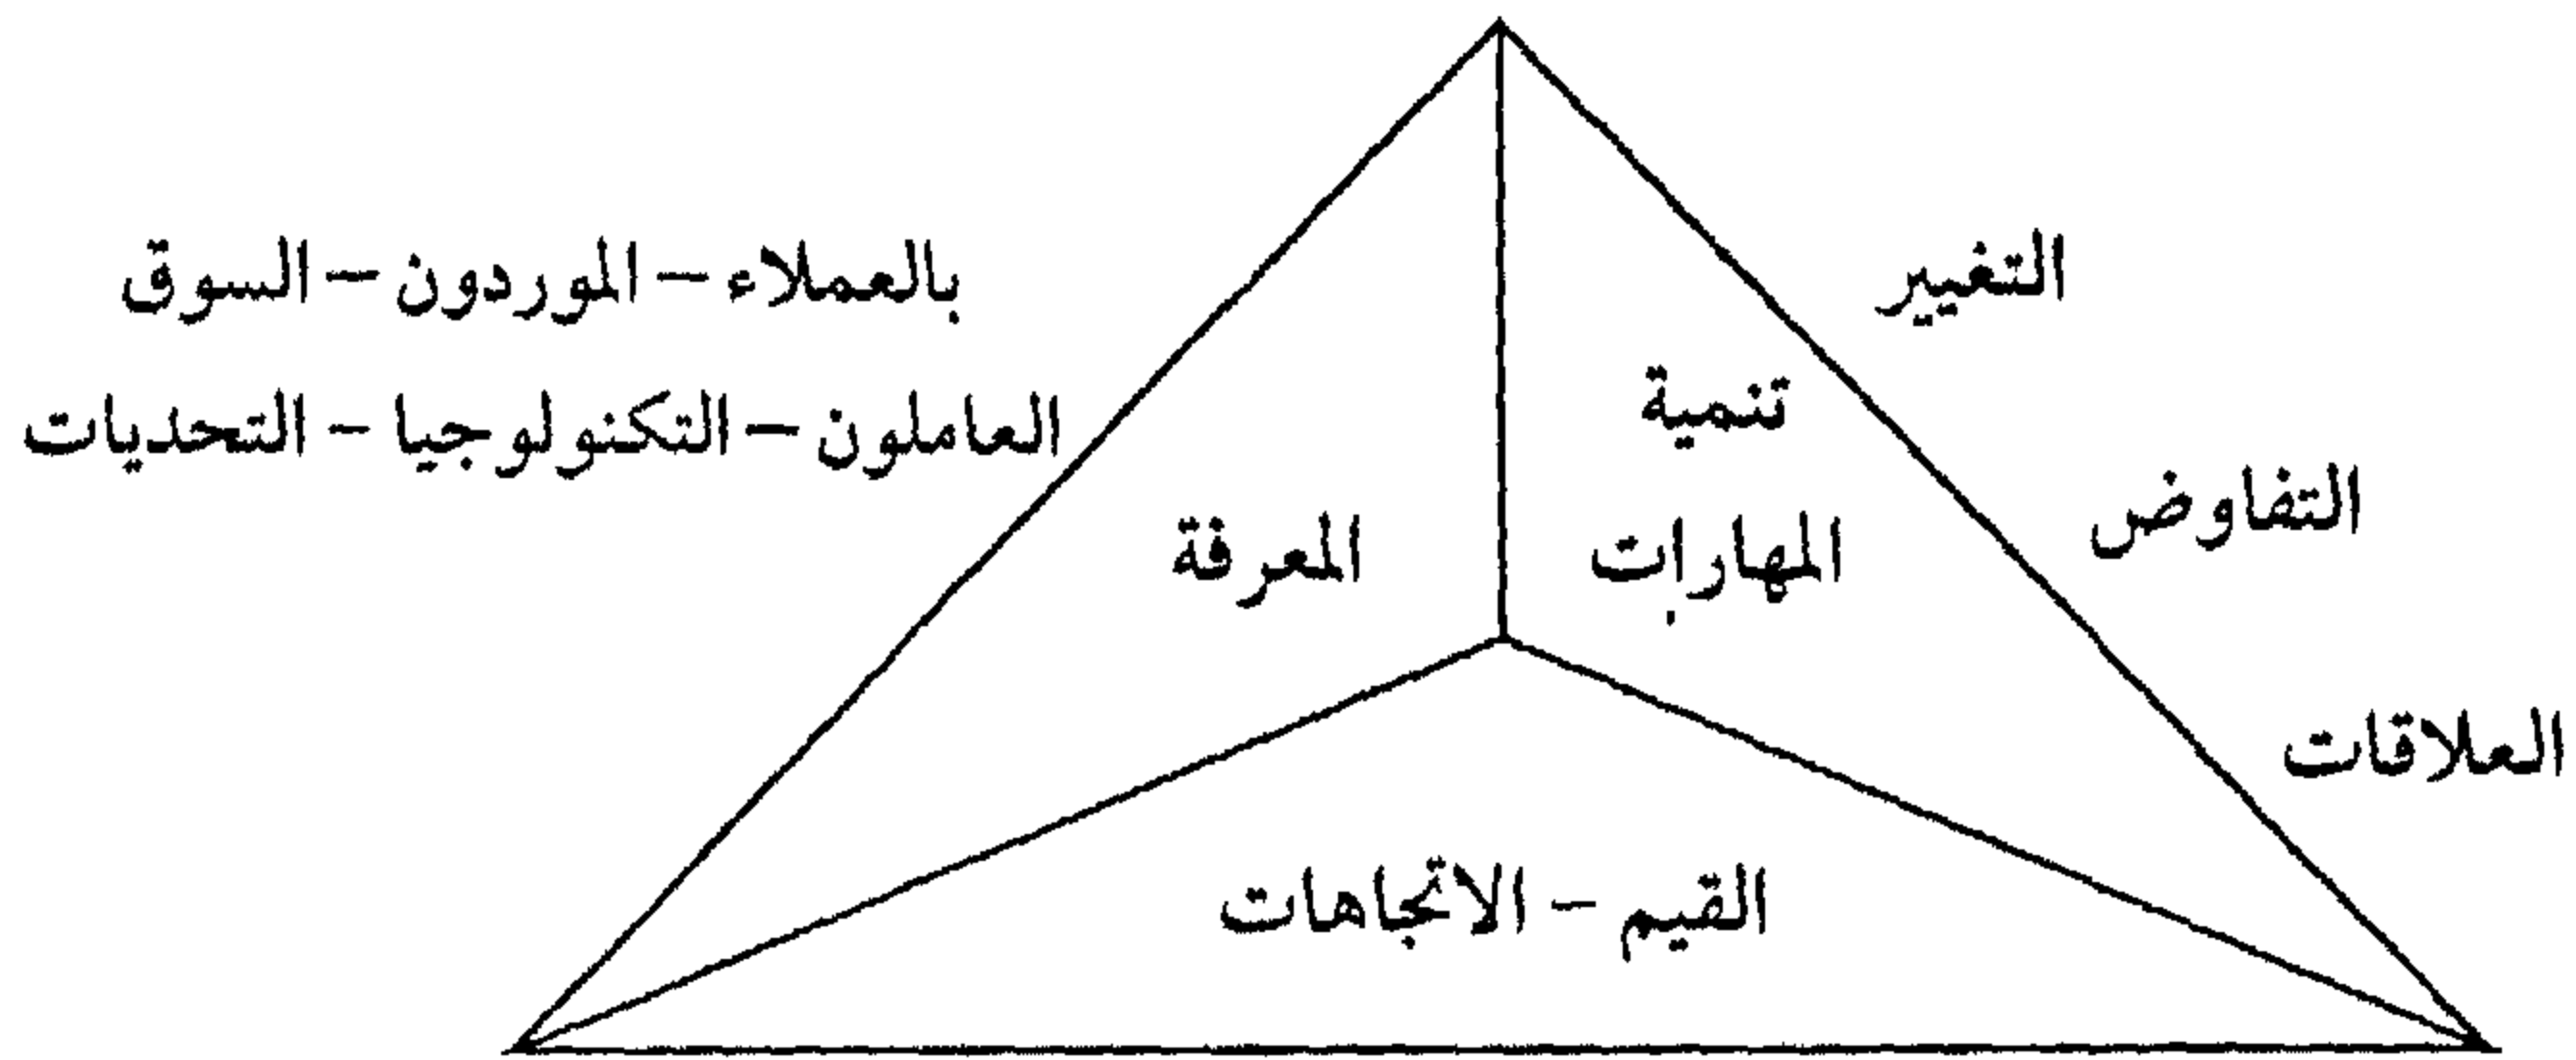 التغيير
بالعملاء – الموردون – السوق
تنمية
العاملون – التكنولوجيا – التحديات
التفاوض
المهارات
المعرفة
العلاقات
القيم – الاتجاهات